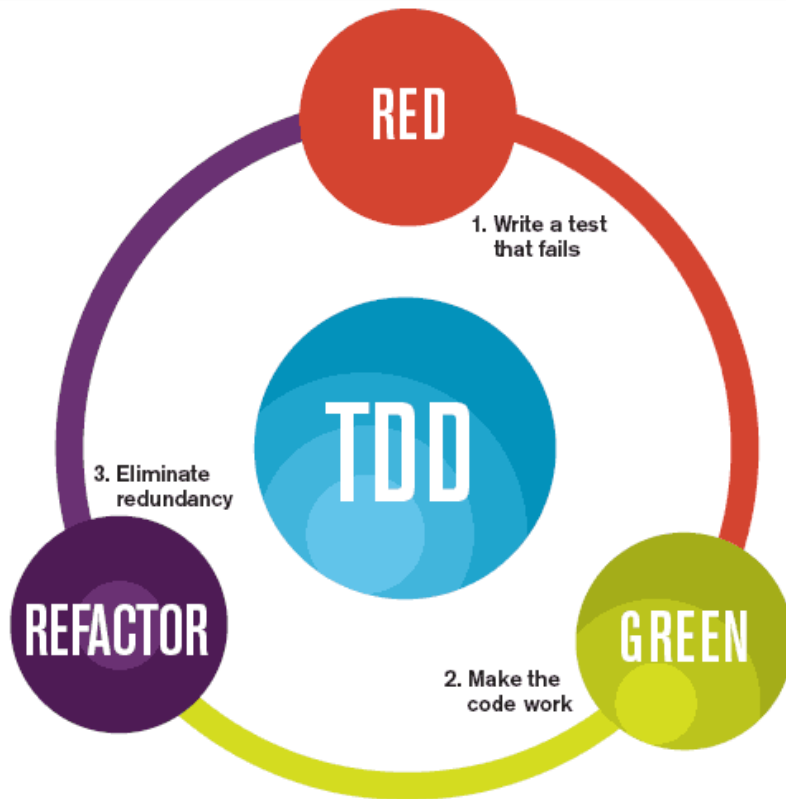 RED
1. Write a test
that fails
TDD
3. Eliminate
redundancy
REFACTOR
GREEN
2. Make the
code work